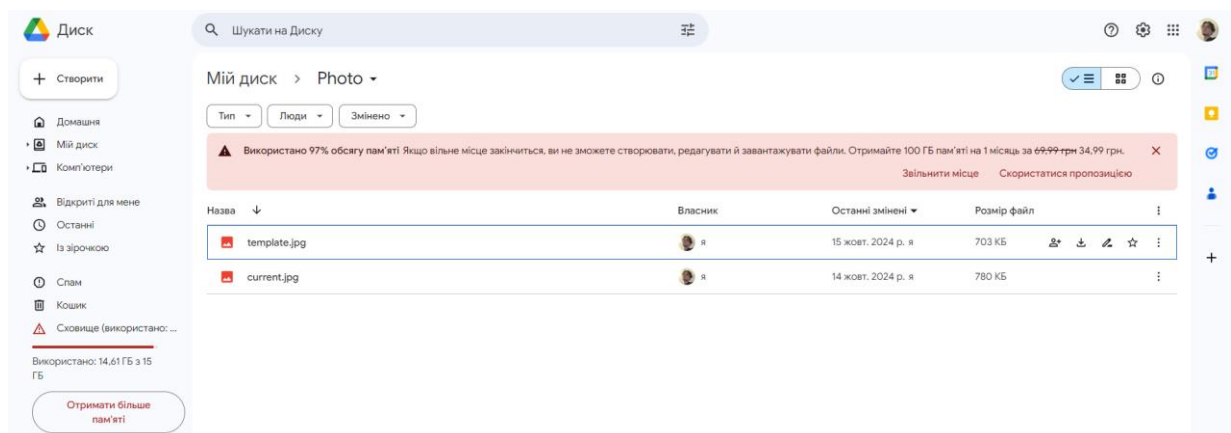 Диск
Шукати на Диску
Створити
Домашня
Мій диск
Комп'ютери
Відкриті для мене
Останні
Із зірочкою
Спам
Кошик
Сховище (використано: ...
Використано: 14,61 ГБ з 15
ГБ
Отримати більше
пам'яті
Мій диск > Photo
Тип
Люди
Змінено
Використано 97% обсягу пам'яті Якщо вільне місце закінчиться, ви не зможете створювати, редагувати й завантажувати файли. Отримайте 100 ГБ пам'яті на 1 місяць за 69,99 грн 34,99 грн.
Звільнити місце Скористатися пропозицією
Назва Власник Останні змінені Розмір файл
template.jpg я 15 жовт. 2024 р. я 703 КБ
current.jpg я 14 жовт. 2024 р. я 780 КБ